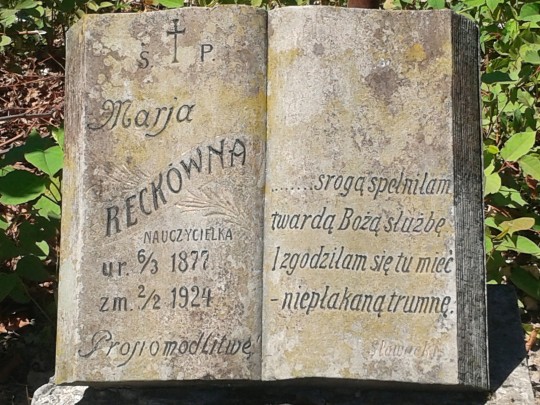 Ś. P.
Marja
RECKÓWNA
NAUCZYCIELKA
ur. 6/3 1877
zm. 2/2 1924
Prosi o modlitwę!
........srogą spełniłam
twardą Bożą służbę
I zgodziłam się tu mieć
- niepłakaną trumnę.
Słowacki